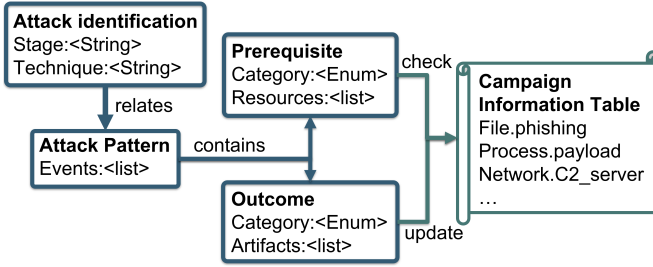 Attack identification
Stage:<String>
Technique:<String>
relates
Attack Pattern
Events:<list>
contains
Prerequisite
Category:<Enum>
Resources:<list>
Outcome
Category:<Enum>
Artifacts:<list>
check
update
Campaign
Information Table
File.phishing
Process.payload
Network.C2_server
...